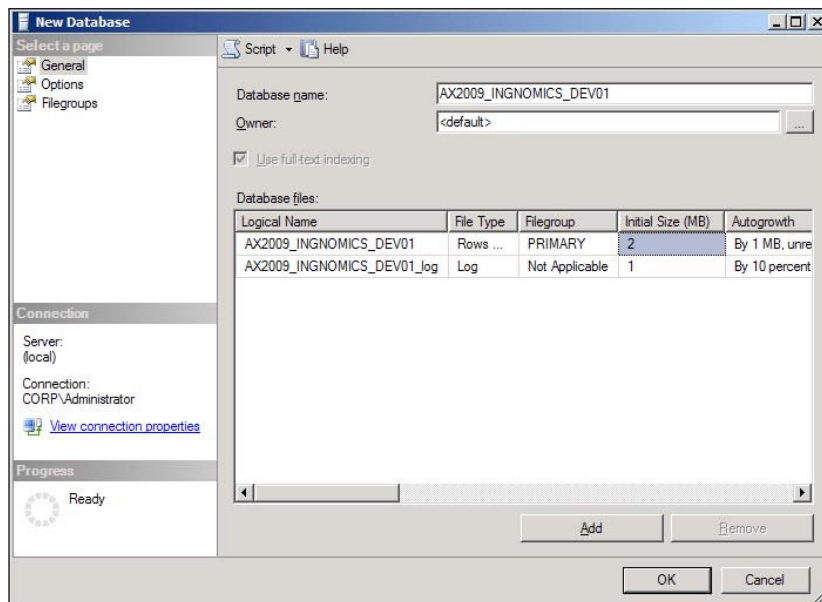 New Database
Select a page
General
Options
Filegroups
Script Help
Database name: AX2009_INGNOMICS_DEV01
Owner: <default> ...
Use full-text indexing
Database files:
Logical Name File Type Filegroup Initial Size (MB) Autogrowth
AX2009_INGNOMICS_DEV01 Rows ... PRIMARY 2 By 1 MB, unre
AX2009_INGNOMICS_DEV01_log Log Not Applicable 1 By 10 percent
Connection
Server:
(local)
Connection:
CORP\Administrator
View connection properties
Progress
Ready
Add Remove
OK Cancel